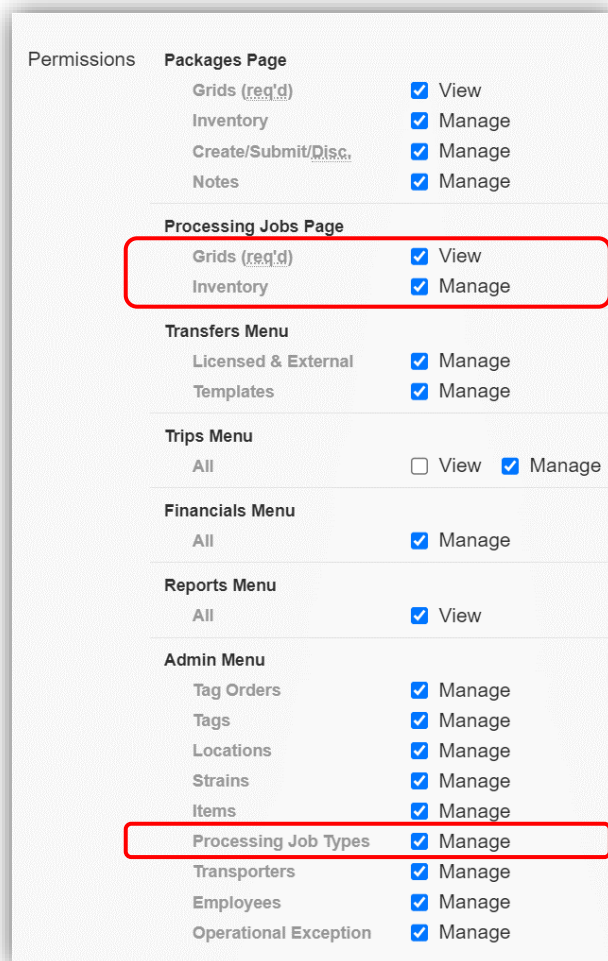 Permissions Packages Page
Grids (req'd) View
Inventory Manage
Create/Submit/Disc. Manage
Notes Manage
Processing Jobs Page
Grids (req'd) View
Inventory Manage
Transfers Menu
Licensed & External Manage
Templates Manage
Trips Menu
All View Manage
Financials Menu
All Manage
Reports Menu
All View
Admin Menu
Tag Orders Manage
Tags Manage
Locations Manage
Strains Manage
Items Manage
Processing Job Types Manage
Transporters Manage
Employees Manage
Operational Exception Manage